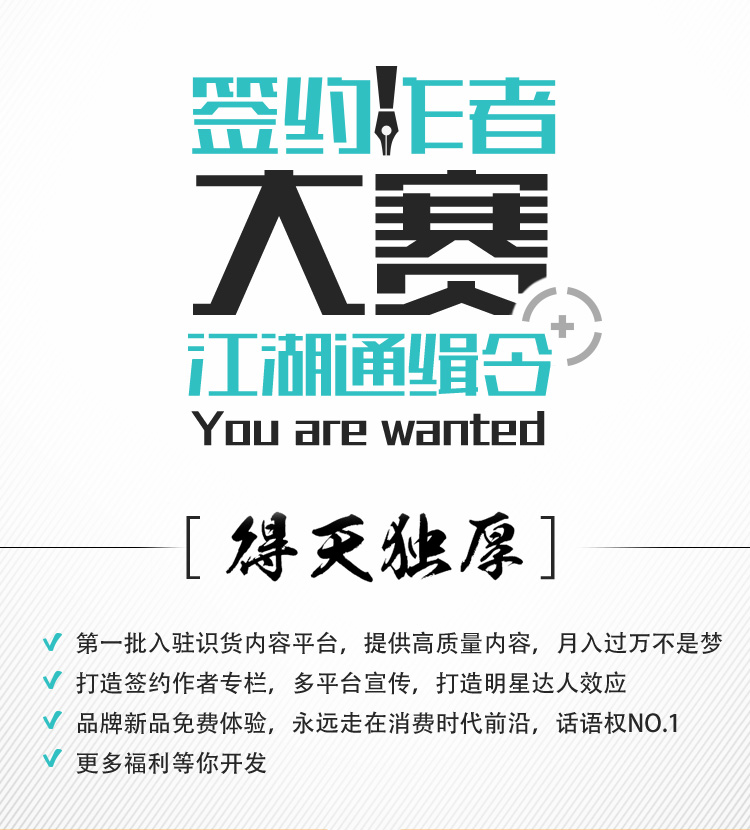 签约作者
大赛
江湖通缉令
You are wanted
[得天独厚]
第一批入驻识货内容平台，提供高质量内容，月入过万不是梦
打造签约作者专栏，多平台宣传，打造明星达人效应
品牌新品免费体验，永远走在消费时代前沿，话语权NO.1
更多福利等你开发